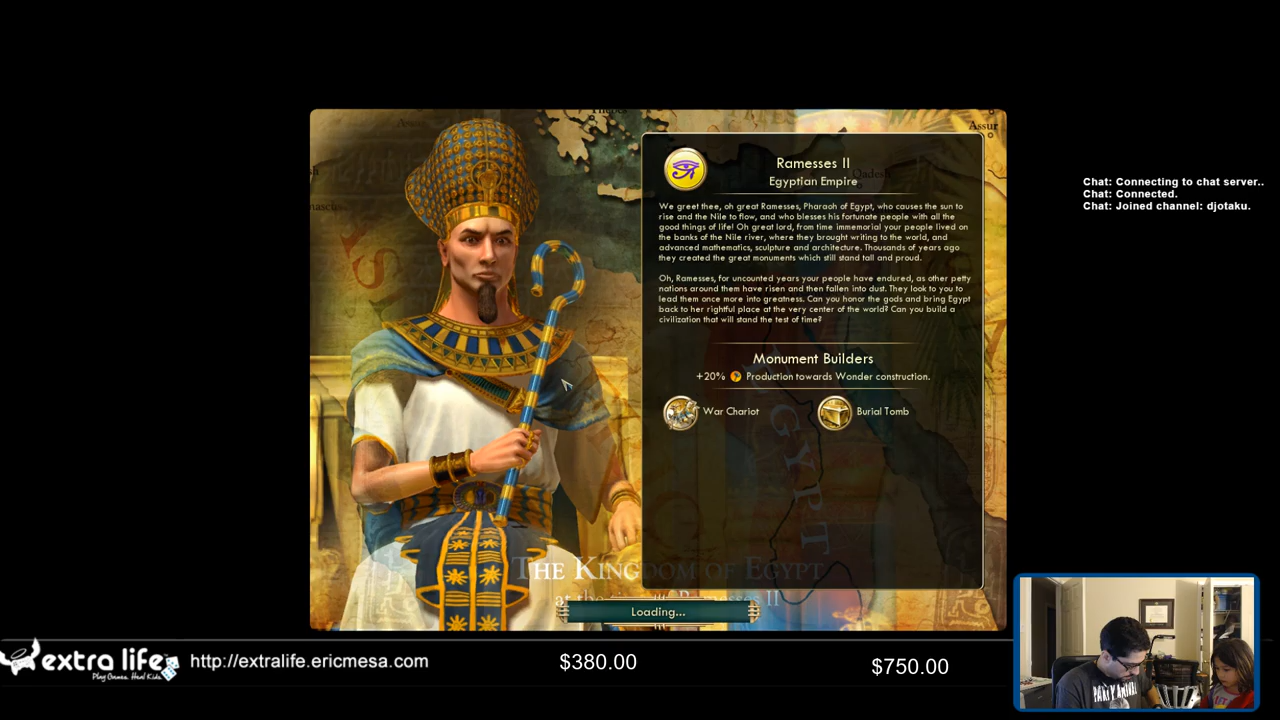 Assur
Ramesses II
Egyptian Empire
We greet thee, oh great Ramesses, Pharaoh of Egypt, who causes the sun to
rise and the Nile to flow, and who blesses his fortunate people with all the
good things of life! Oh great lord, from time immemorial your people lived on
the banks of the Nile river, where they brought writing to the world, and
advanced mathematics, sculpture and architecture. Thousands of years ago
they created the great monuments which still stand tall and proud.
Oh, Ramesses, for uncounted years your people have endured, as other petty
nations around them have risen and then fallen into dust. They look to you to
lead them once more into greatness. Can you honor the gods and bring Egypt
back to her rightful place at the very center of the world? Can you build a
civilization that will stand the test of time?
Monument Builders
+20% Production towards Wonder construction.
War Chariot
Burial Tomb
EGYPT
THE KINGDOM OF EGYPT
Ramesses II
Loading...
Chat: Connecting to chat server..
Chat: Connected.
Chat: Joined channel: djotaku.
extra life
Play Games. Heal Kids.
http://extralife.ericmesa.com
$380.00
$750.00